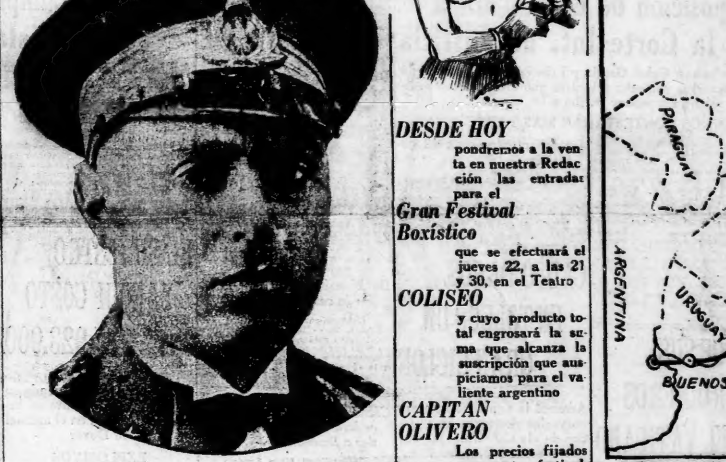 DESDE HOY
pondremos a la ven-
ta en nuestra Redac
ción las entradas
para el
Gran Festival
Boxístico
que se efectuará el
jueves 22, a las 21
y 30, en el Teatro
COLISEO
y cuyo producto to-
tal engrosará la su-
ma que alcanza la
suscripción que aus-
piciamos para el va-
liente argentino
CAPITAN
OLIVERO
Los precios fijados
PARAGUAY
ARGENTINA
URUGUAY
BUENOS